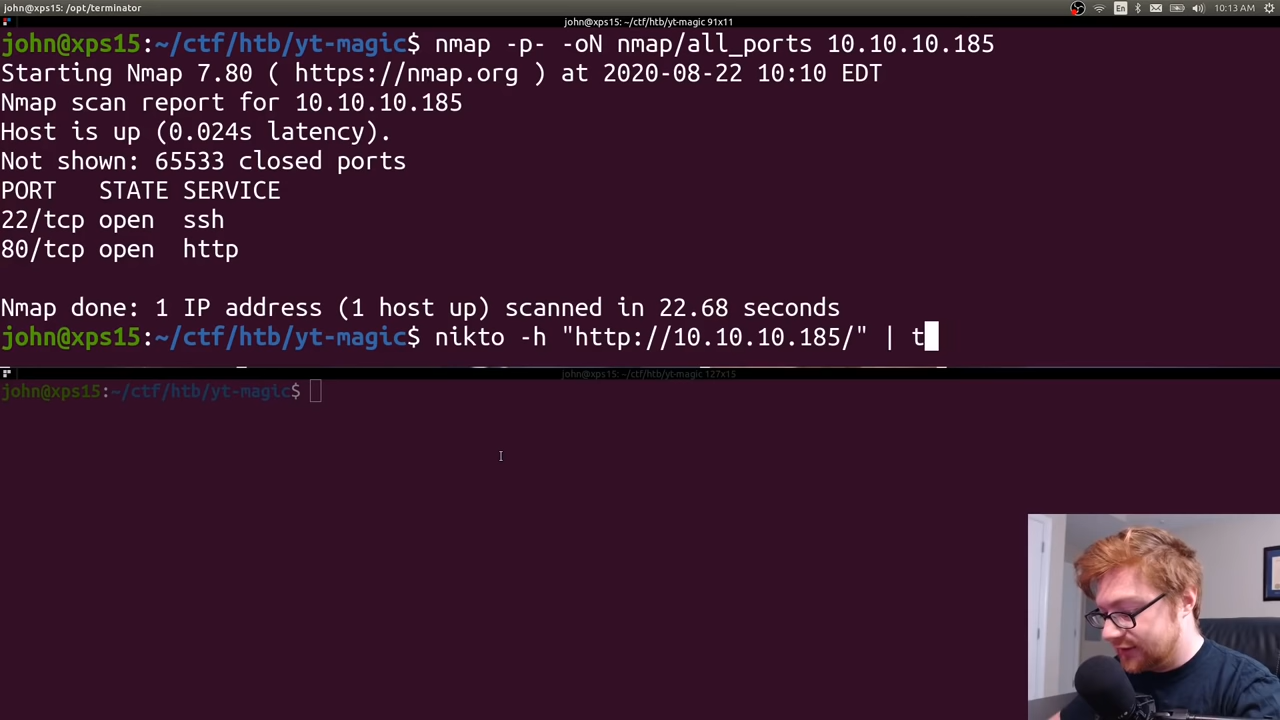 john@xps15: /opt/terminator
En
10:13 AM
john@xps15: ~/ctf/htb/yt-magic 91x11
john@xps15:~/ctf/htb/yt-magic$ nmap -p- -oN nmap/all_ports 10.10.10.185
Starting Nmap 7.80 ( https://nmap.org ) at 2020-08-22 10:10 EDT
Nmap scan report for 10.10.10.185
Host is up (0.024s latency).
Not shown: 65533 closed ports
PORT   STATE SERVICE
22/tcp open  ssh
80/tcp open  http
Nmap done: 1 IP address (1 host up) scanned in 22.68 seconds
john@xps15:~/ctf/htb/yt-magic$ nikto -h "http://10.10.10.185/" | t
john@xps15: ~/ctf/htb/yt-magic 127x15
john@xps15:~/ctf/htb/yt-magic$